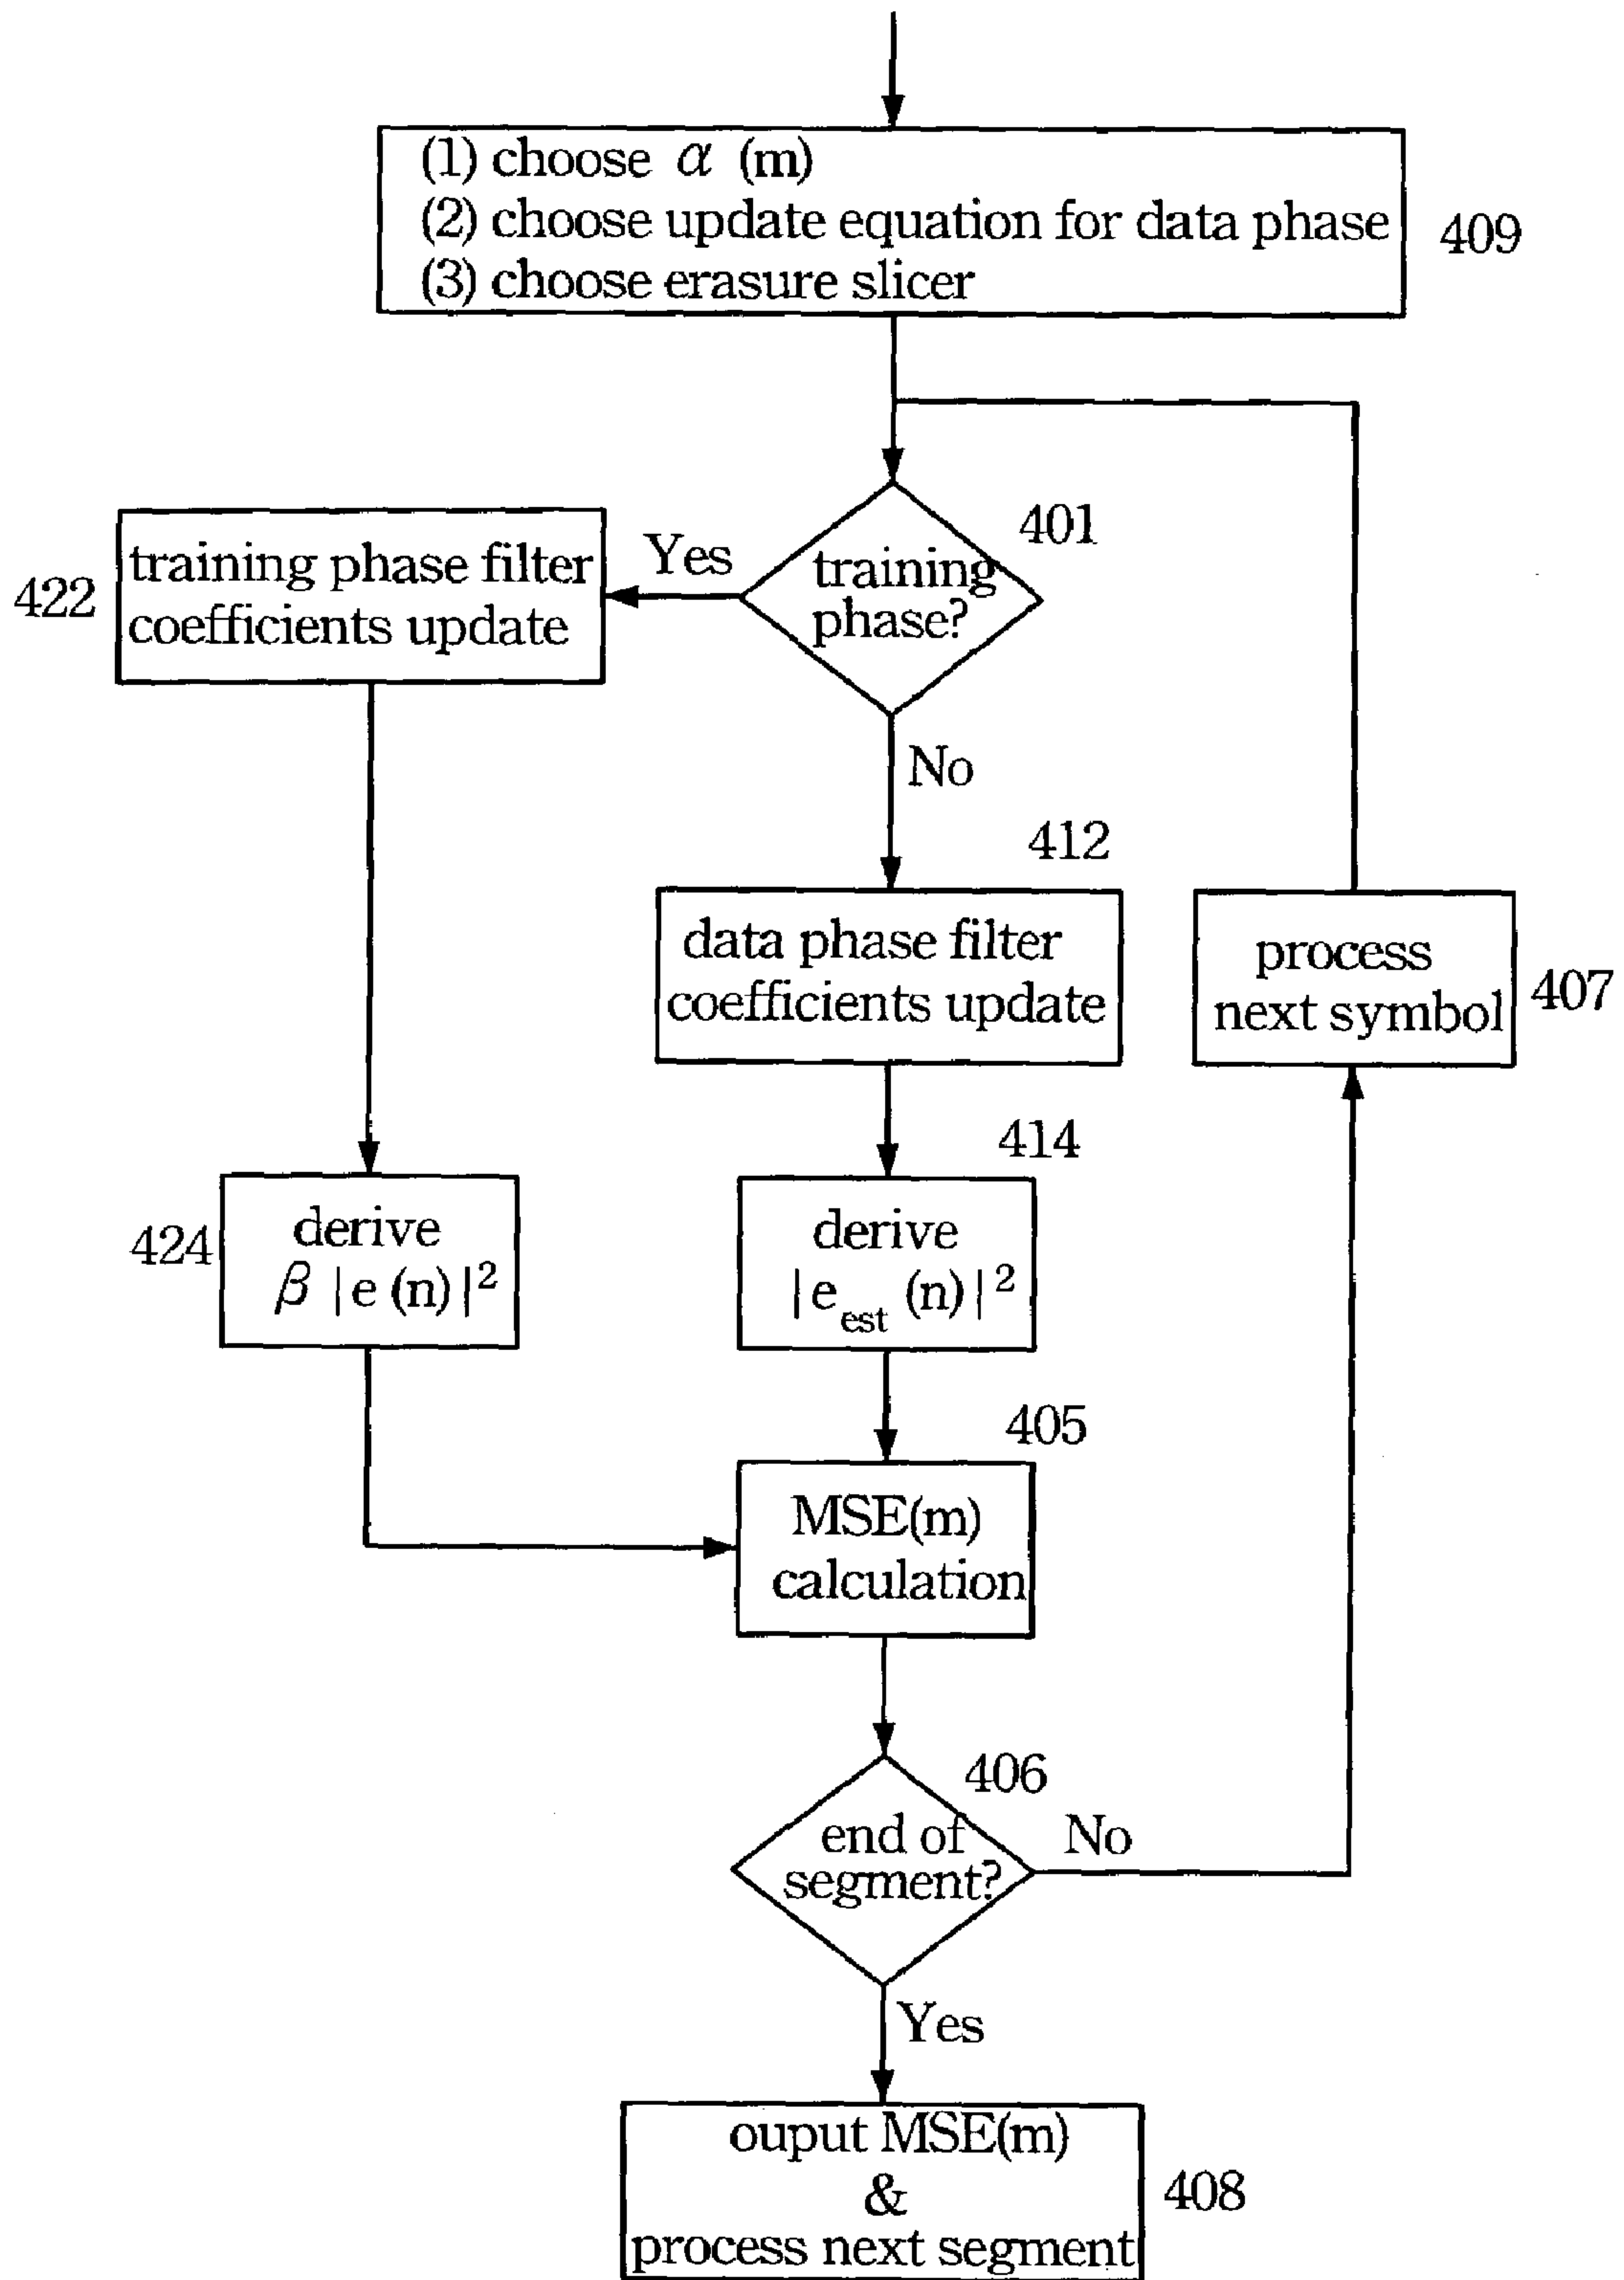 (1) choose α (m)
(2) choose update equation for data phase
(3) choose erasure slicer
409
401
training
phase?
Yes
422
training phase filter
coefficients update
No
412
data phase filter
coefficients update
process
next symbol
407
414
424
derive
β |e (n)|²
derive
|e_est (n)|²
405
MSE(m)
calculation
406
end of
segment?
No
Yes
ouput MSE(m)
&
process next segment
408